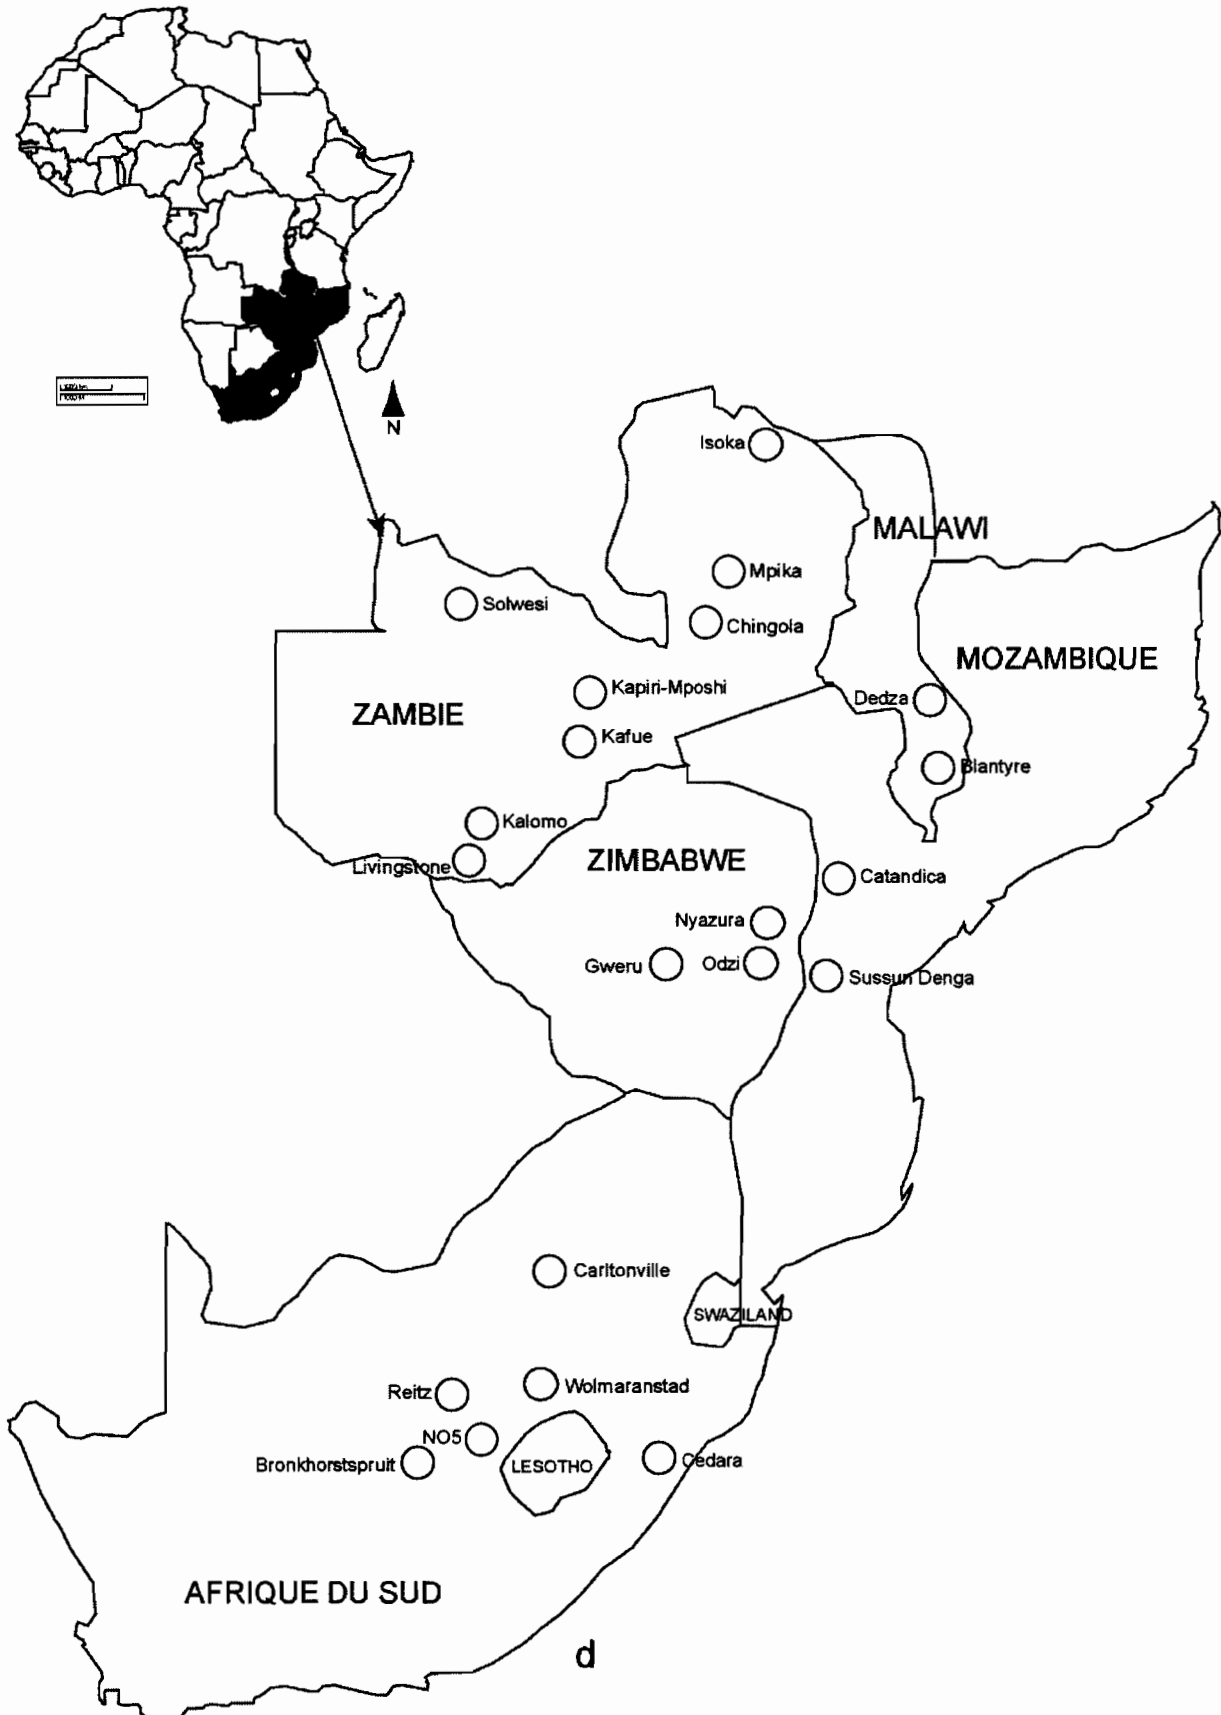 N
Isoka
MALAWI
Mpika
Solwesi
Chingola
MOZAMBIQUE
Kapiri-Mposhi
Dedza
ZAMBIE
Kafue
Blantyre
Kalomo
ZIMBABWE
Livingstone
Catandica
Nyazura
Gweru
Odzi
Sussun Denga
Carltonville
SWAZILAND
Reitz
Wolmaranstad
NO5
Bronkhorstspruit
LESOTHO
Cedara
AFRIQUE DU SUD
d